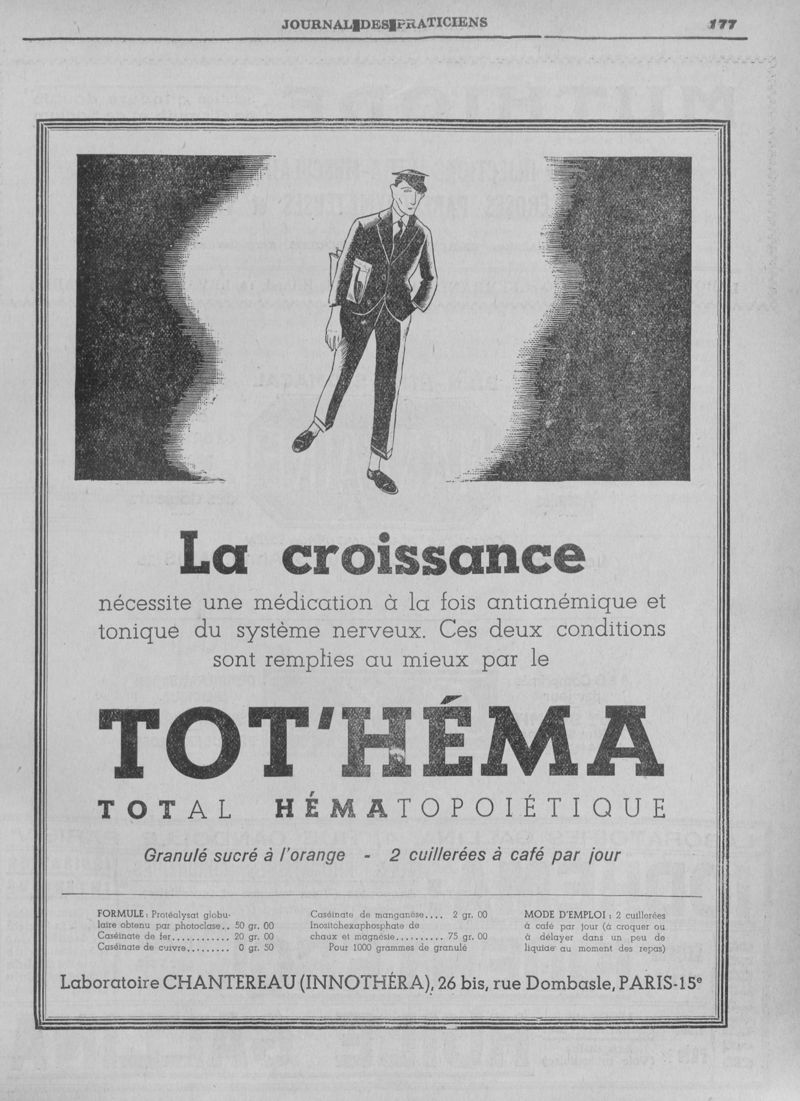 JOURNAL DES PRATICIENS
177
La croissance
nécessite une médication à la fois antianémique et
tonique du système nerveux. Ces deux conditions
sont remplies au mieux par le
TOT'HÉMA
TOTAL HÉMATOPOIÉTIQUE
Granulé sucré à l'orange - 2 cuillerées à café par jour
FORMULE : Protéalysat globu-
laire obtenu par photoclase.. 50 gr. 00
Caséinate de fer............ 20 gr. 00
Caséinate de cuivre......... 0 gr. 50
Caséinate de manganèse.... 2 gr. 00
Inositohexaphosphate de
chaux et magnésie.......... 75 gr. 00
Pour 1000 grammes de granulé
MODE D'EMPLOI : 2 cuillerées
à café par jour (à croquer ou
à délayer dans un peu de
liquide au moment des repas)
Laboratoire CHANTEREAU (INNOTHÉRA), 26 bis, rue Dombasle, PARIS-15e